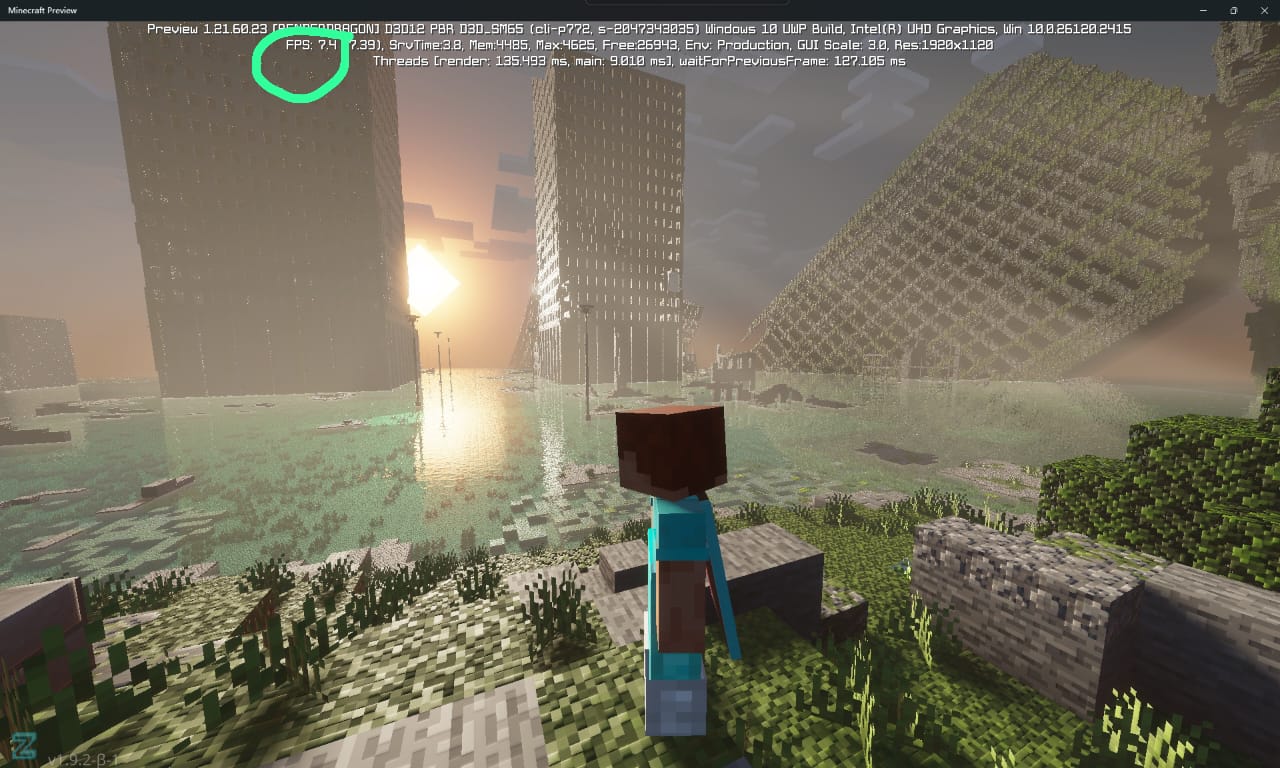 Minecraft Preview
Preview 1.21.60.23 [RENDERDRAGON] D3D12 PBR D3D_SM65 (cli-p772, s-2047343035) Windows 10 UWP Build, Intel(R) UHD Graphics, Win 10.0.26120.2415
FPS: 7.4 (7.39), SrvTime:3.8, Mem:4485, Max:4625, Free:26943, Env: Production, GUI Scale: 3.0, Res:1920x1120
Threads [render: 135.493 ms, main: 9.010 ms], waitForPreviousFrame: 127.105 ms
v1.9.2-β-1